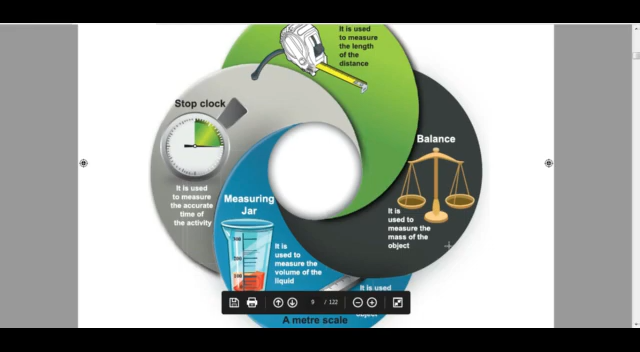 It is used
to measure
the length
of the
distance
Stop clock
It is used
to measure
the accurate
time of
the activity
Balance
It is
used to
measure the
mass of the
object
Measuring
Jar
It is
used to
measure the
volume of the
liquid
It is used
object
A metre scale
9 / 122